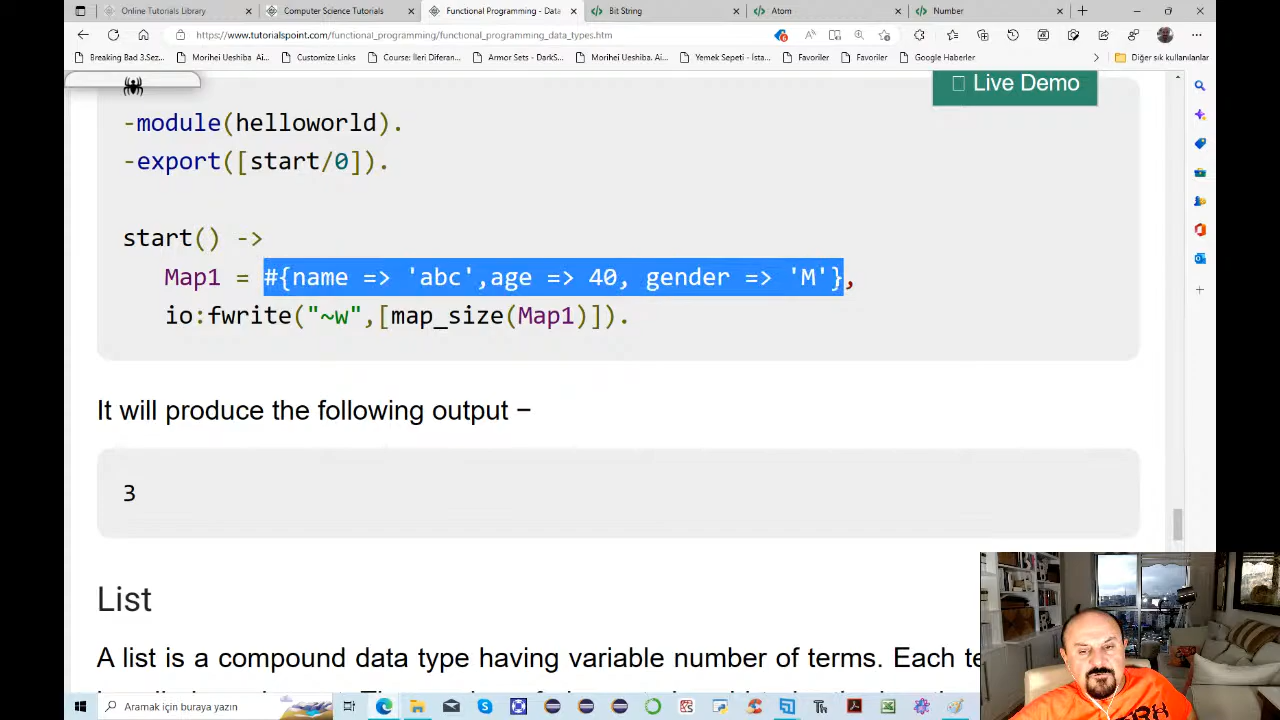 Online Tutorials Library
Computer Science Tutorials
Functional Programming - Data
Bit String
Atom
Number
https://www.tutorialspoint.com/functional_programming/functional_programming_data_types.htm
Breaking Bad 3.Sez...
Morihei Ueshiba. Ai...
Customize Links
Course: Ileri Diferan...
Armor Sets - DarkS...
Morihei Ueshiba. Ai...
Yemek Sepeti - İsta...
Favoriler
Favoriler
Google Haberler
Diğer sık kullanılanlar
Live Demo
-module(helloworld).
-export([start/0]).
start() ->
Map1 = #{name => 'abc',age => 40, gender => 'M'},
io:fwrite("~w",[map_size(Map1)]).
It will produce the following output −
3
List
A list is a compound data type having variable number of terms. Each te
Aramak için buraya yazın